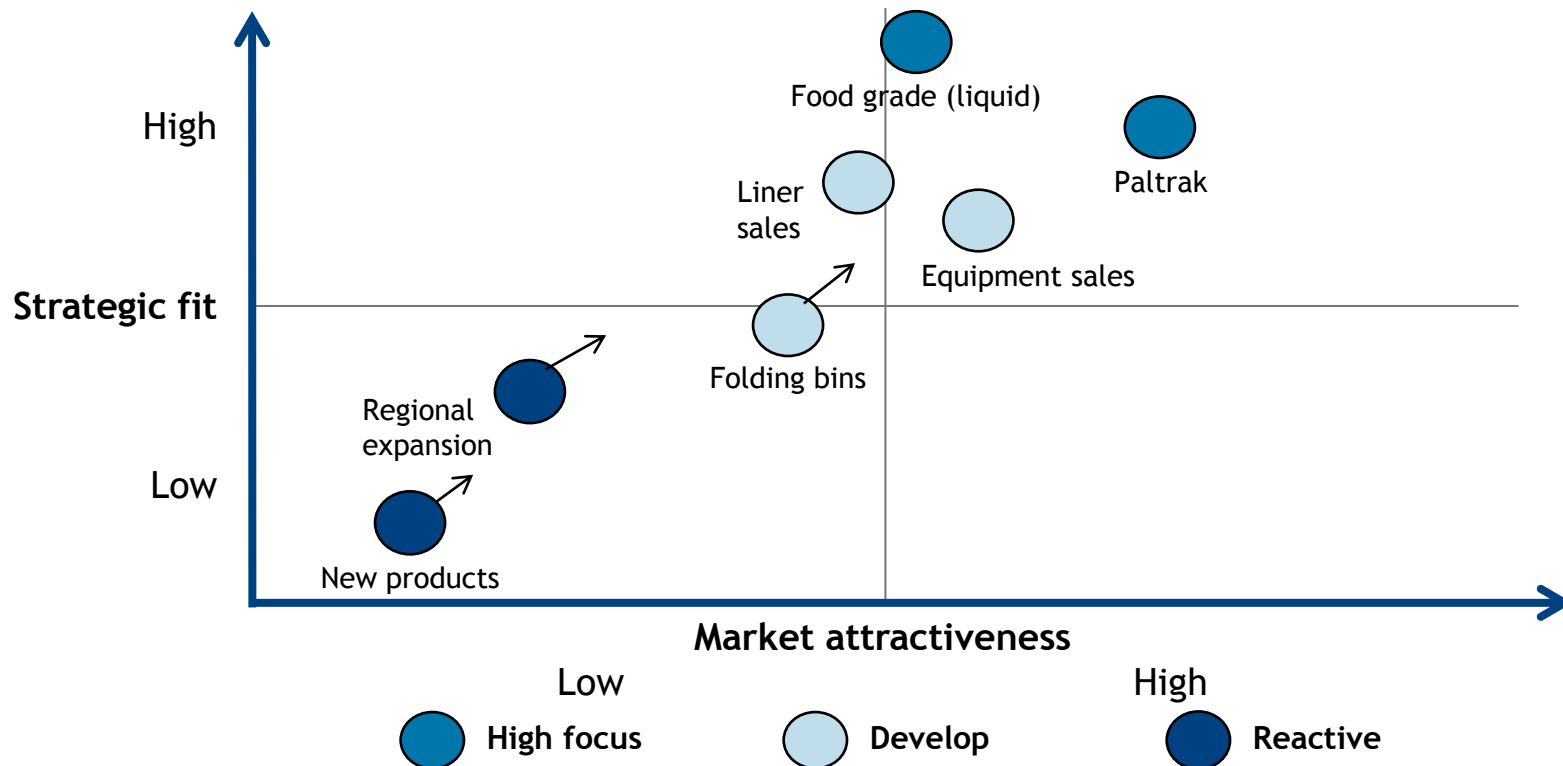 Food grade (liquid)
High
Paltrak
Liner
sales
Equipment sales
Strategic fit
Folding bins
Regional
expansion
Low
New products
Market attractiveness
Low
High
High focus
Develop
Reactive